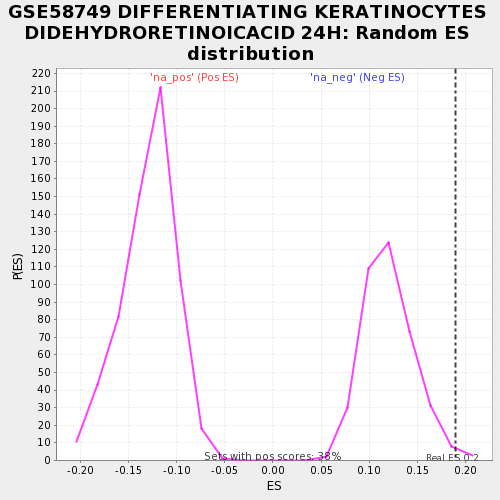 GSE58749 DIFFERENTIATING KERATINOCYTES
DIDEHYDRORETINOICACID 24H: Random ES
distribution
'na_pos' (Pos ES)
'na_neg' (Neg ES)
P(ES)
220
210
200
190
180
170
160
150
140
130
120
110
100
90
80
70
60
50
40
30
20
10
0
Sets with pos scores: 38%
Real ES 0.2
-0.20 -0.15 -0.10 -0.05 0.00 0.05 0.10 0.15 0.20
ES